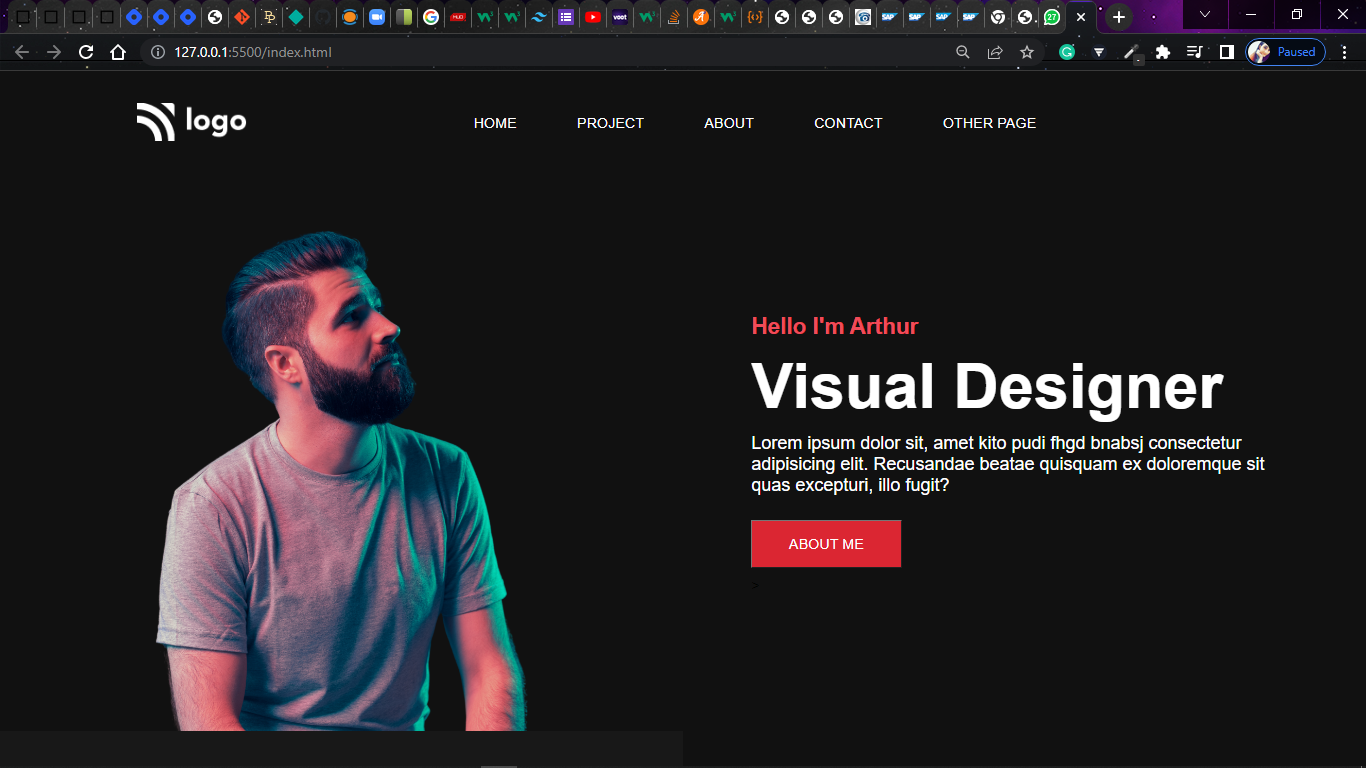 127.0.0.1:5500/index.html
Paused
27
logo
HOME PROJECT ABOUT CONTACT OTHER PAGE
Hello I'm Arthur
Visual Designer
Lorem ipsum dolor sit, amet kito pudi fhgd bnabsj consectetur
adipisicing elit. Recusandae beatae quisquam ex doloremque sit
quas excepturi, illo fugit?
ABOUT ME
>